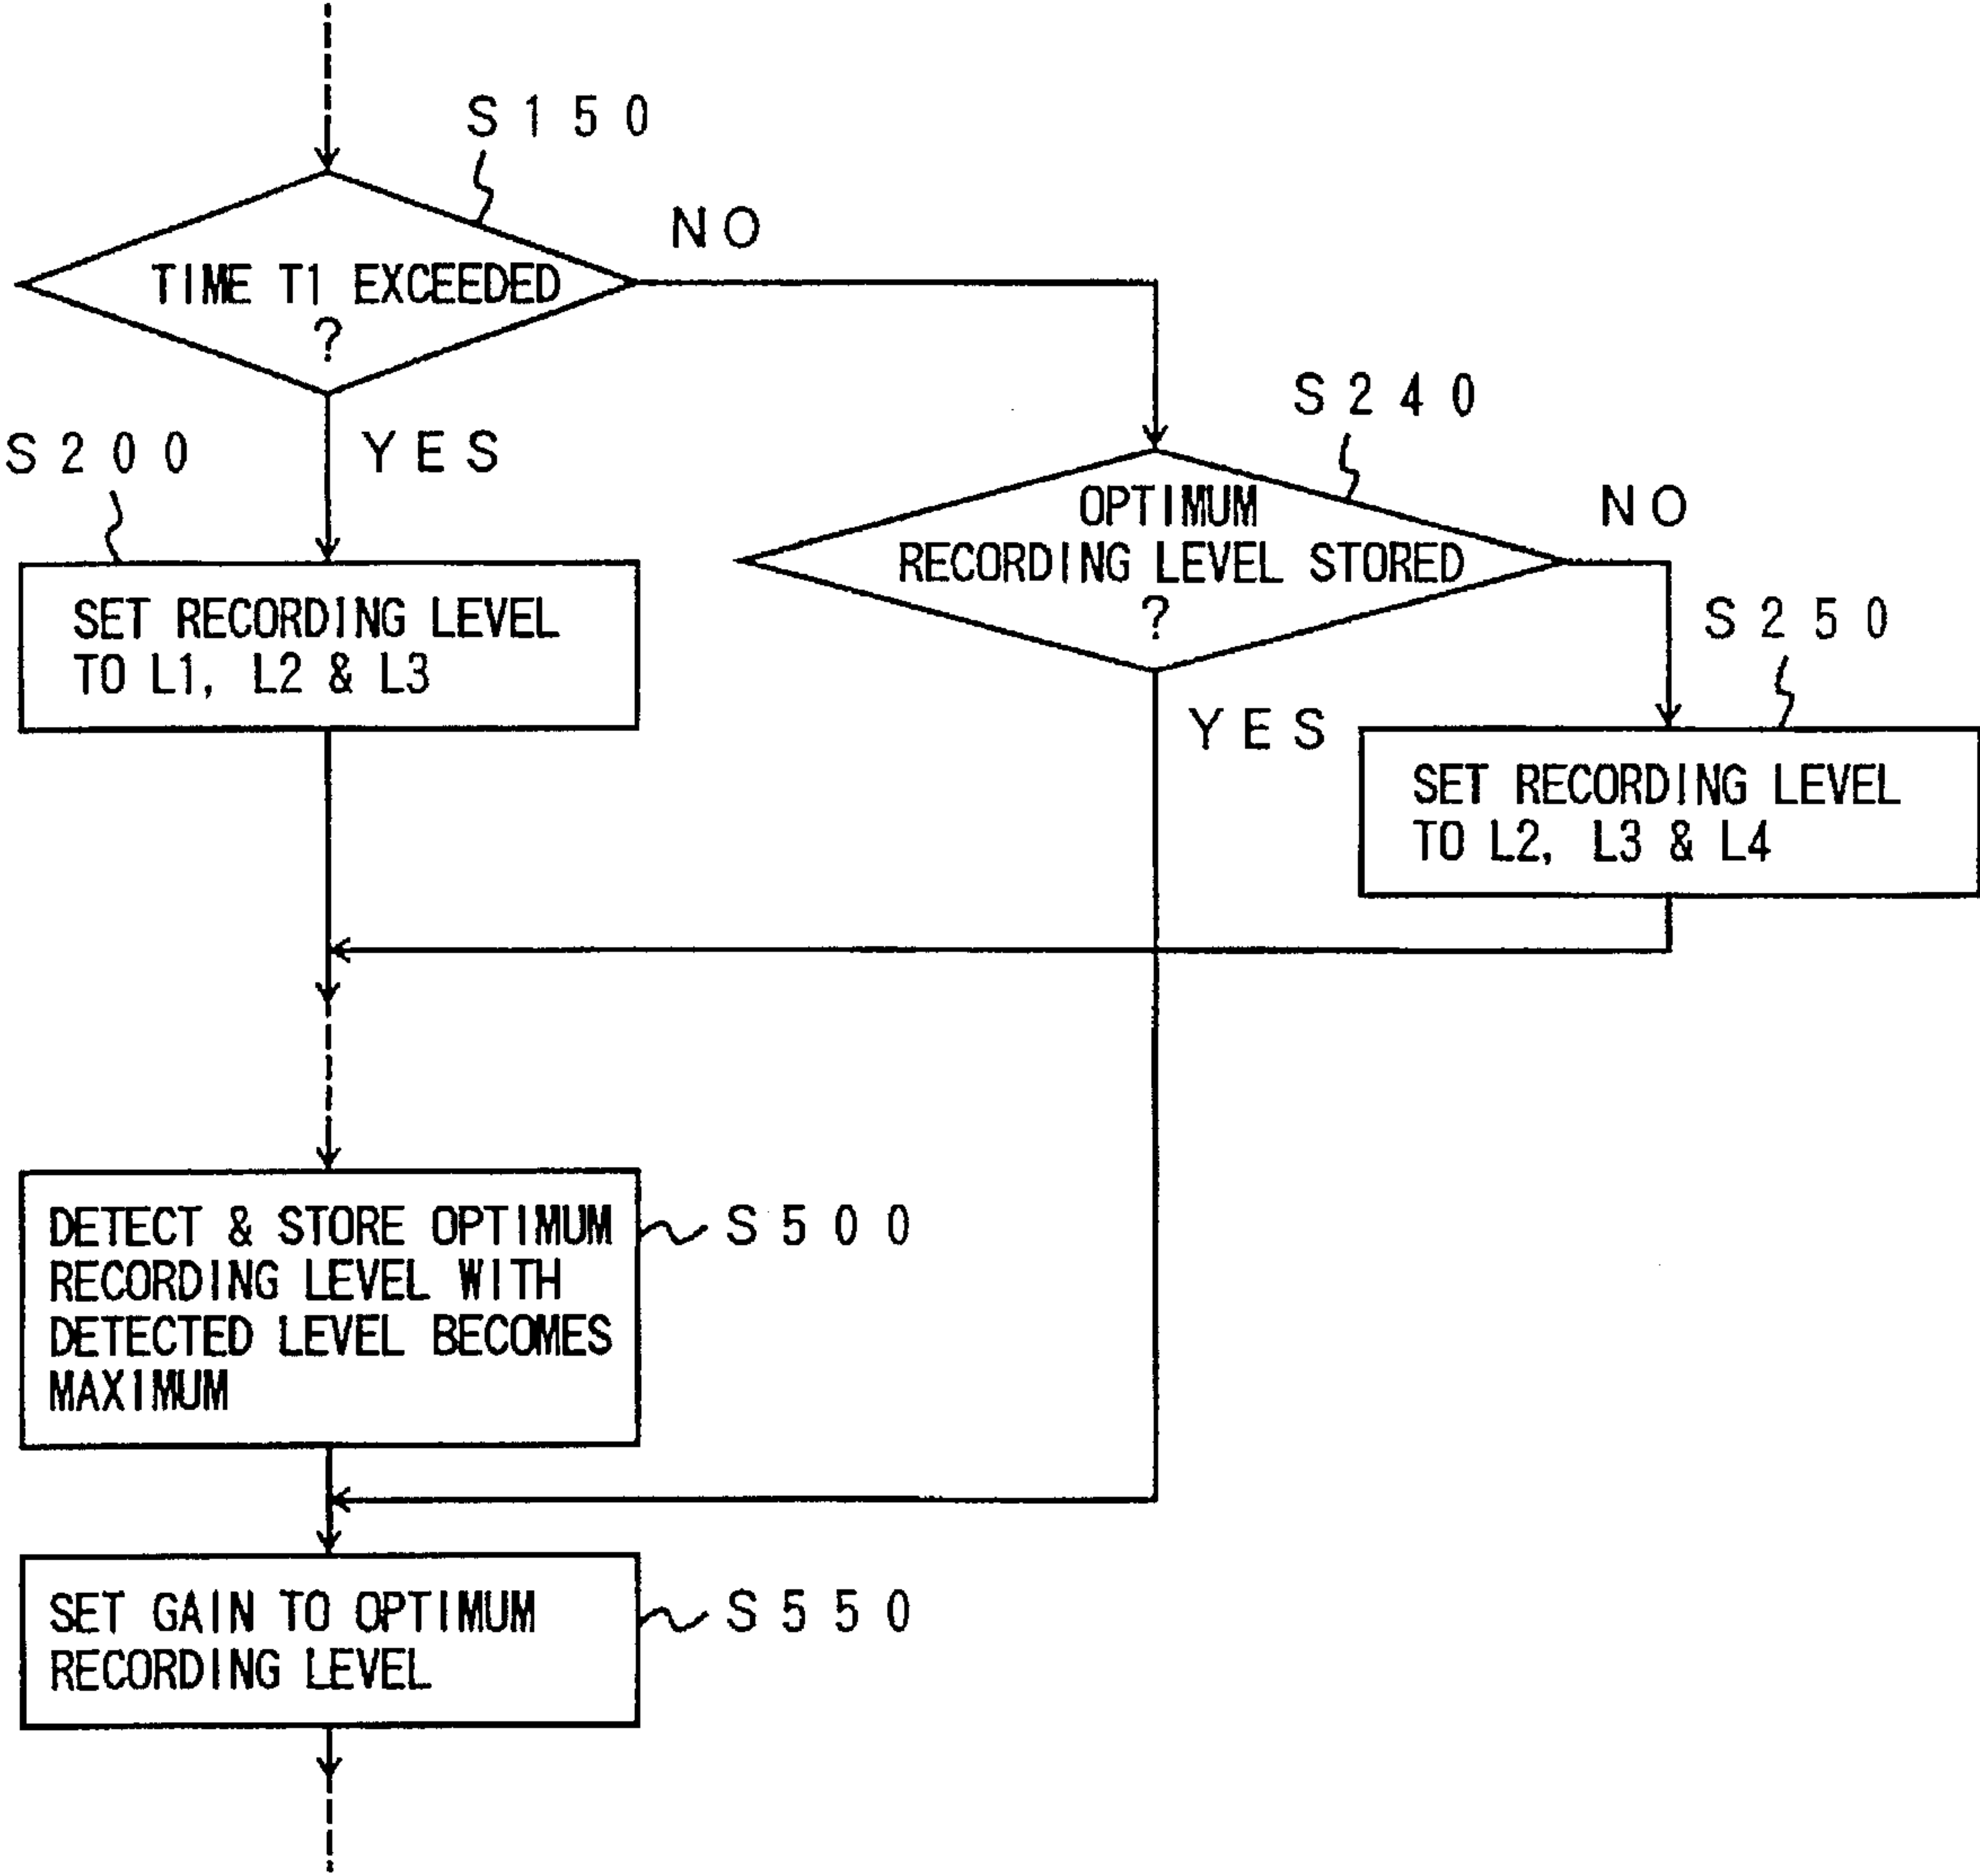 S150
NO
TIME T1 EXCEEDED
?
S240
S200
YES
OPTIMUM
RECORDING LEVEL STORED
?
NO
SET RECORDING LEVEL
TO L1, L2 & L3
S250
YES
SET RECORDING LEVEL
TO L2, L3 & L4
DETECT & STORE OPTIMUM
RECORDING LEVEL WITH
DETECTED LEVEL BECOMES
MAXIMUM
S500
SET GAIN TO OPTIMUM
RECORDING LEVEL
S550